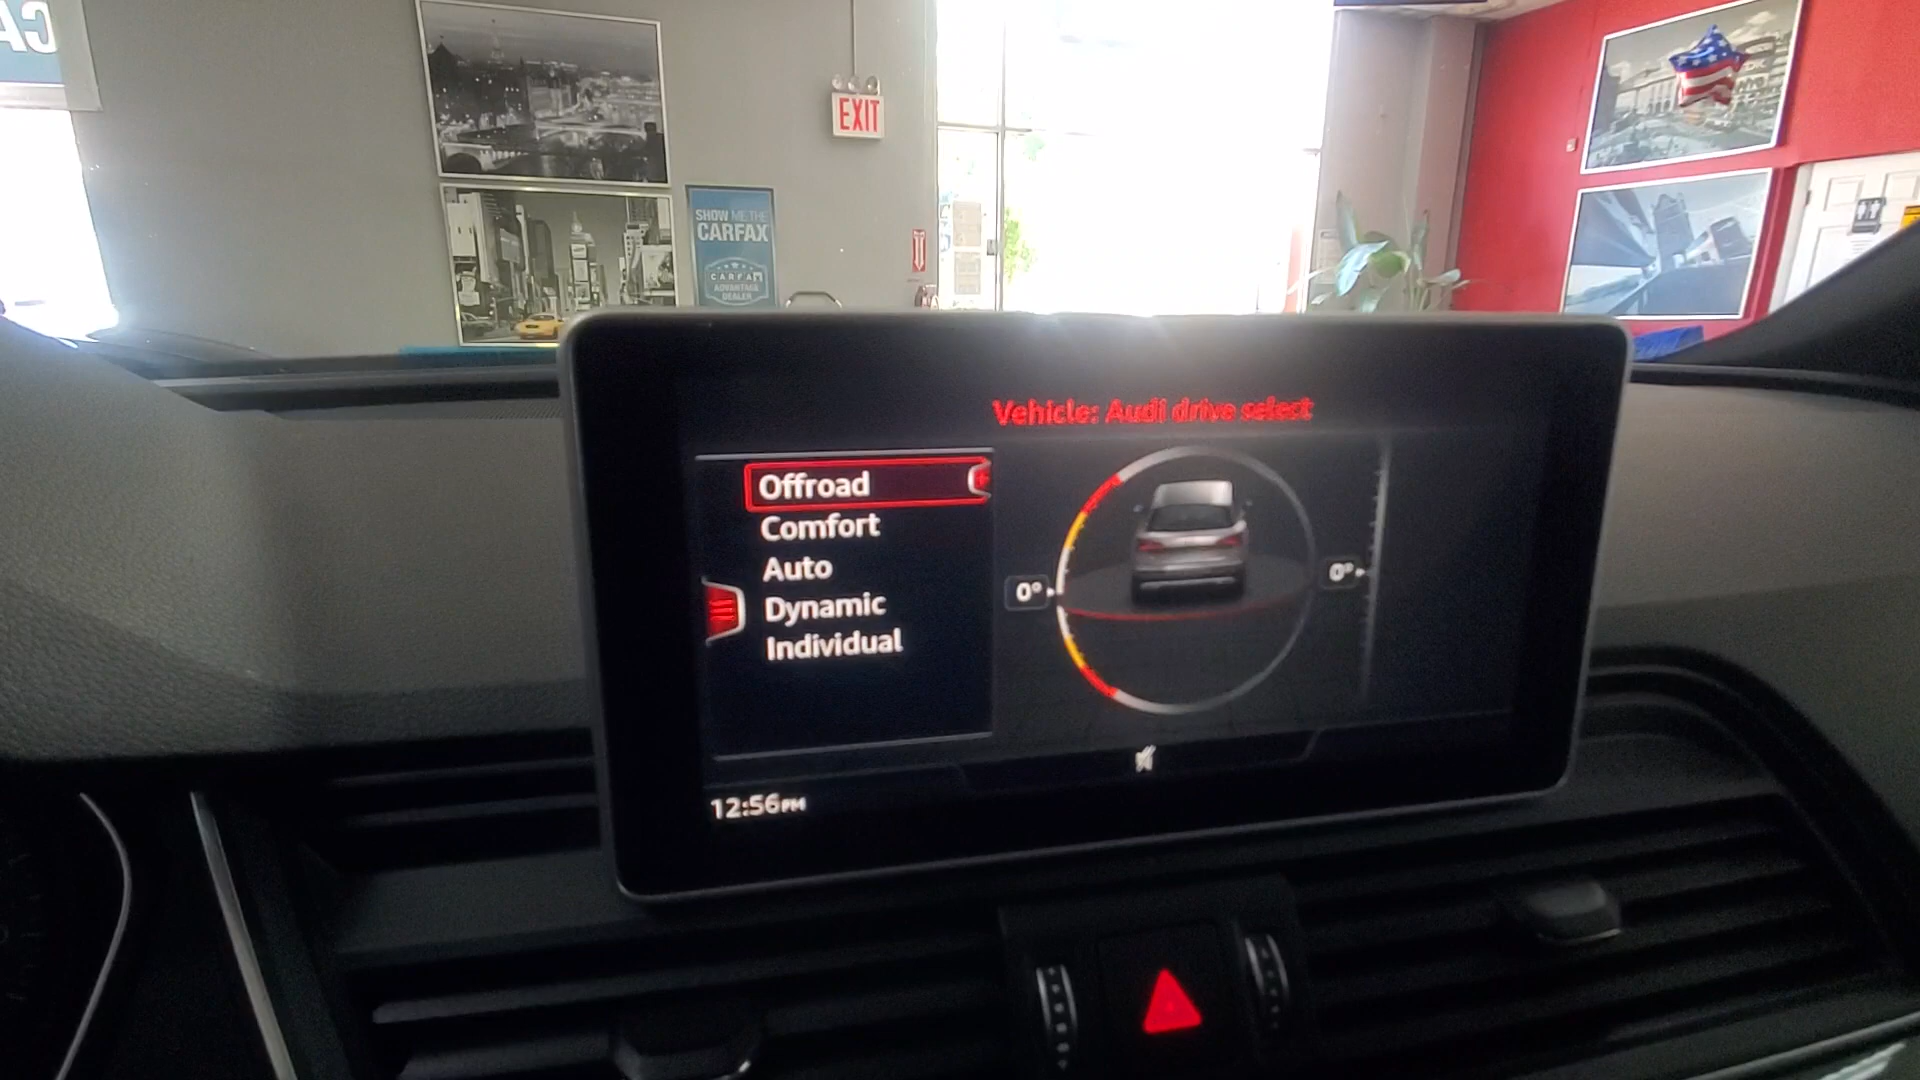 CA
EXIT
SHOW ME THE
CARFAX
CARFAX
ADVANTAGE
DEALER
Vehicle: Audi drive select
Offroad
Comfort
Auto
Dynamic
Individual
0°
0°
12:56PM